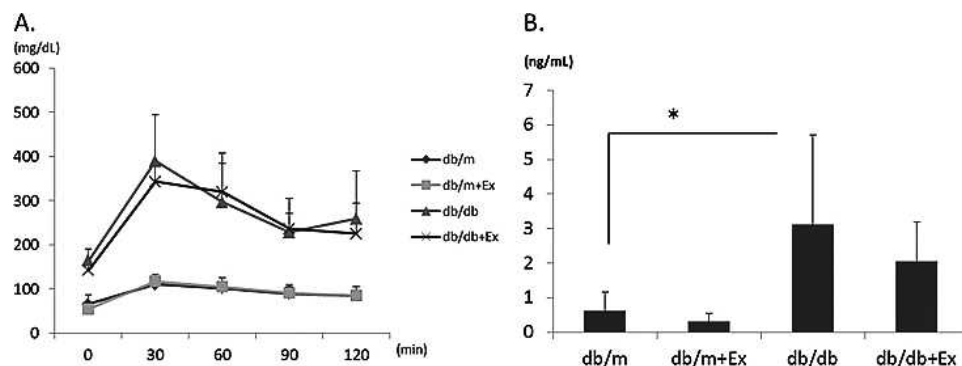 A.
(mg/dL)
600
500
400
300
200
100
0
0 30 60 90 120 (min)
db/m
db/m+Ex
db/db
db/db+Ex
B.
(ng/mL)
7
6
5
4
3
2
1
0
*
db/m db/m+Ex db/db db/db+Ex